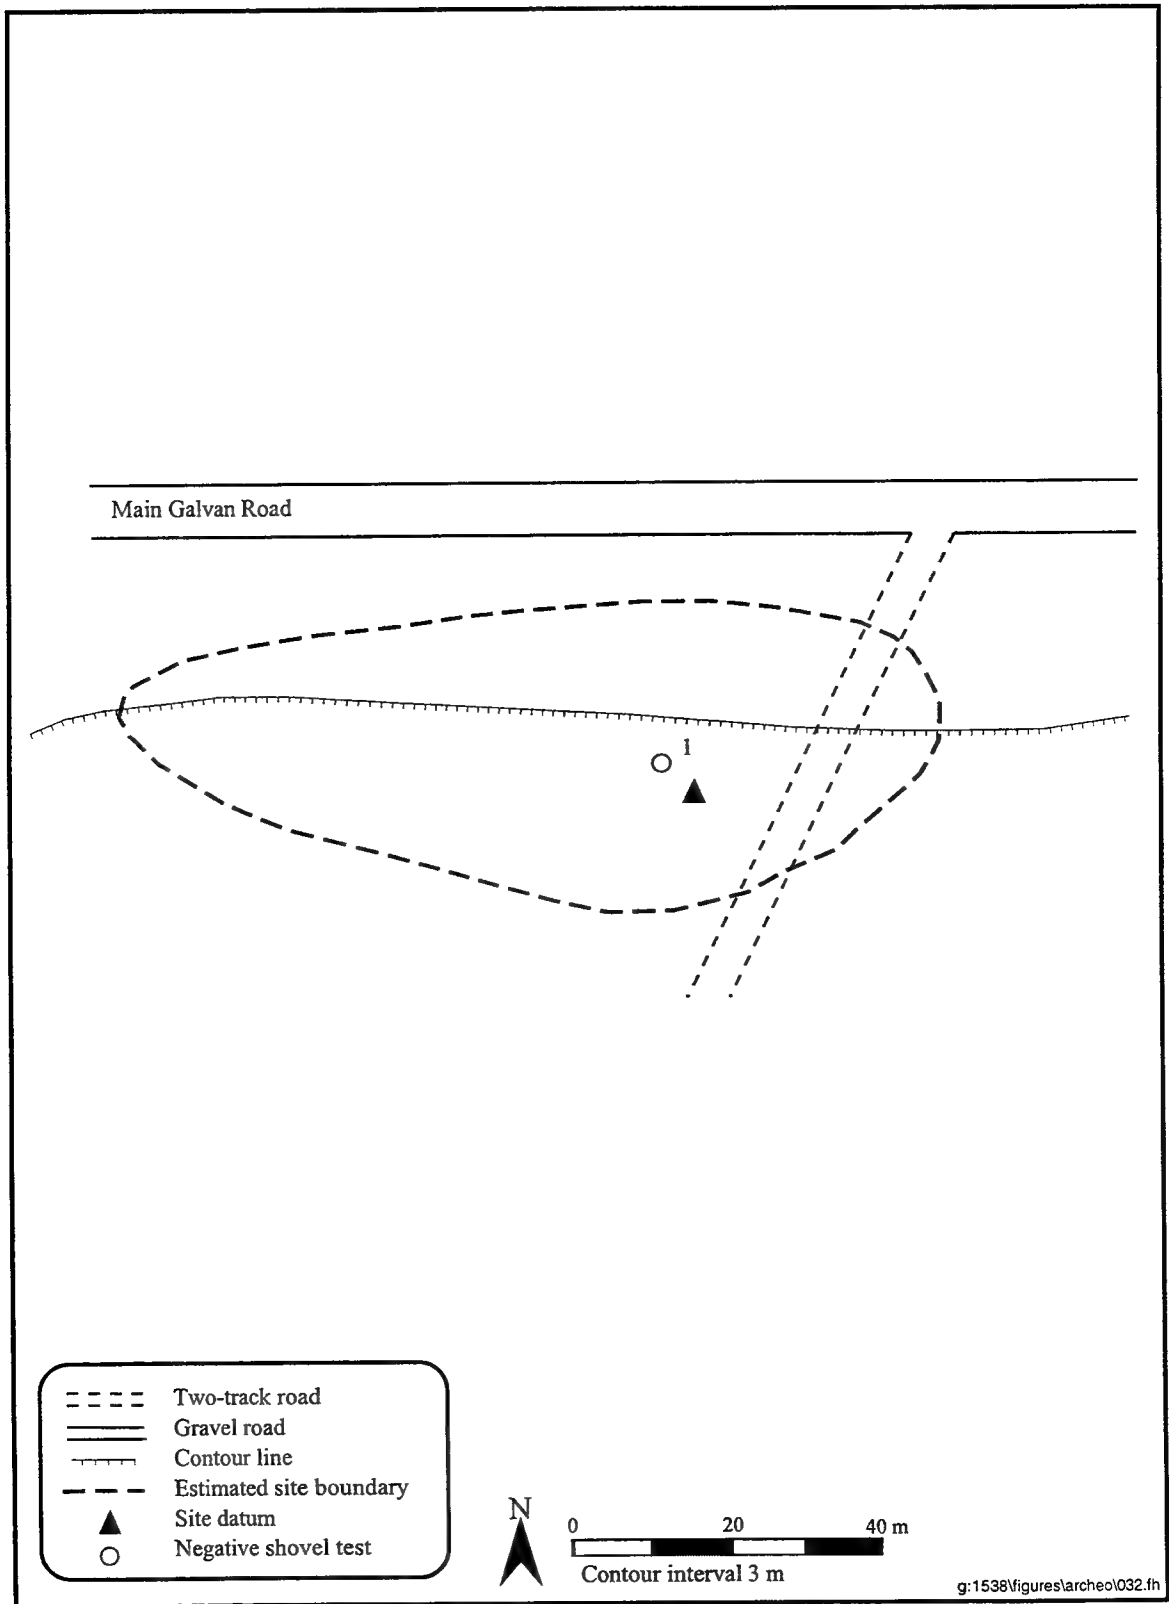 Main Galvan Road
1
Two-track road
Gravel road
Contour line
Estimated site boundary
Site datum
Negative shovel test
N
0 20 40 m
Contour interval 3 m
g:1538\figures\archeo\032.fh